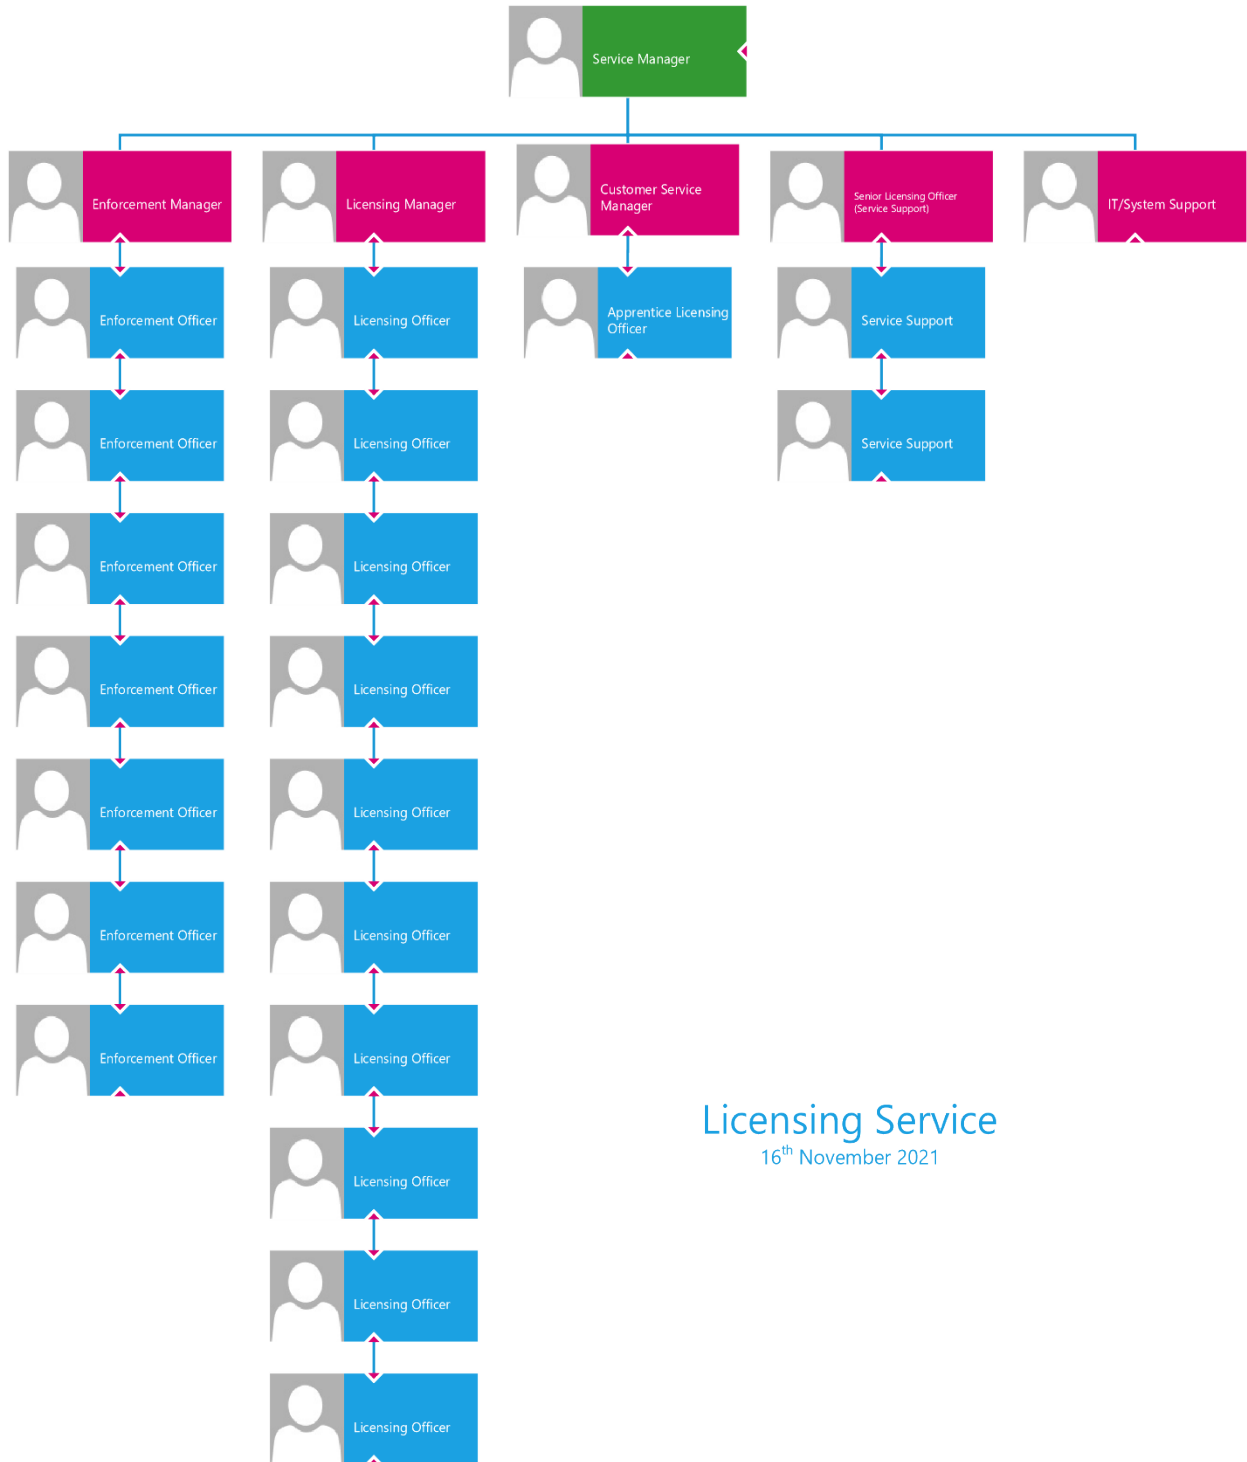 Service Manager
Enforcement Manager
Licensing Manager
Customer Service
Manager
Senior Licensing Officer
(Service Support)
IT/System Support
Enforcement Officer
Licensing Officer
Apprentice Licensing
Officer
Service Support
Enforcement Officer
Licensing Officer
Service Support
Enforcement Officer
Licensing Officer
Enforcement Officer
Licensing Officer
Enforcement Officer
Licensing Officer
Enforcement Officer
Licensing Officer
Enforcement Officer
Licensing Officer
Licensing Service
16th November 2021
Licensing Officer
Licensing Officer
Licensing Officer